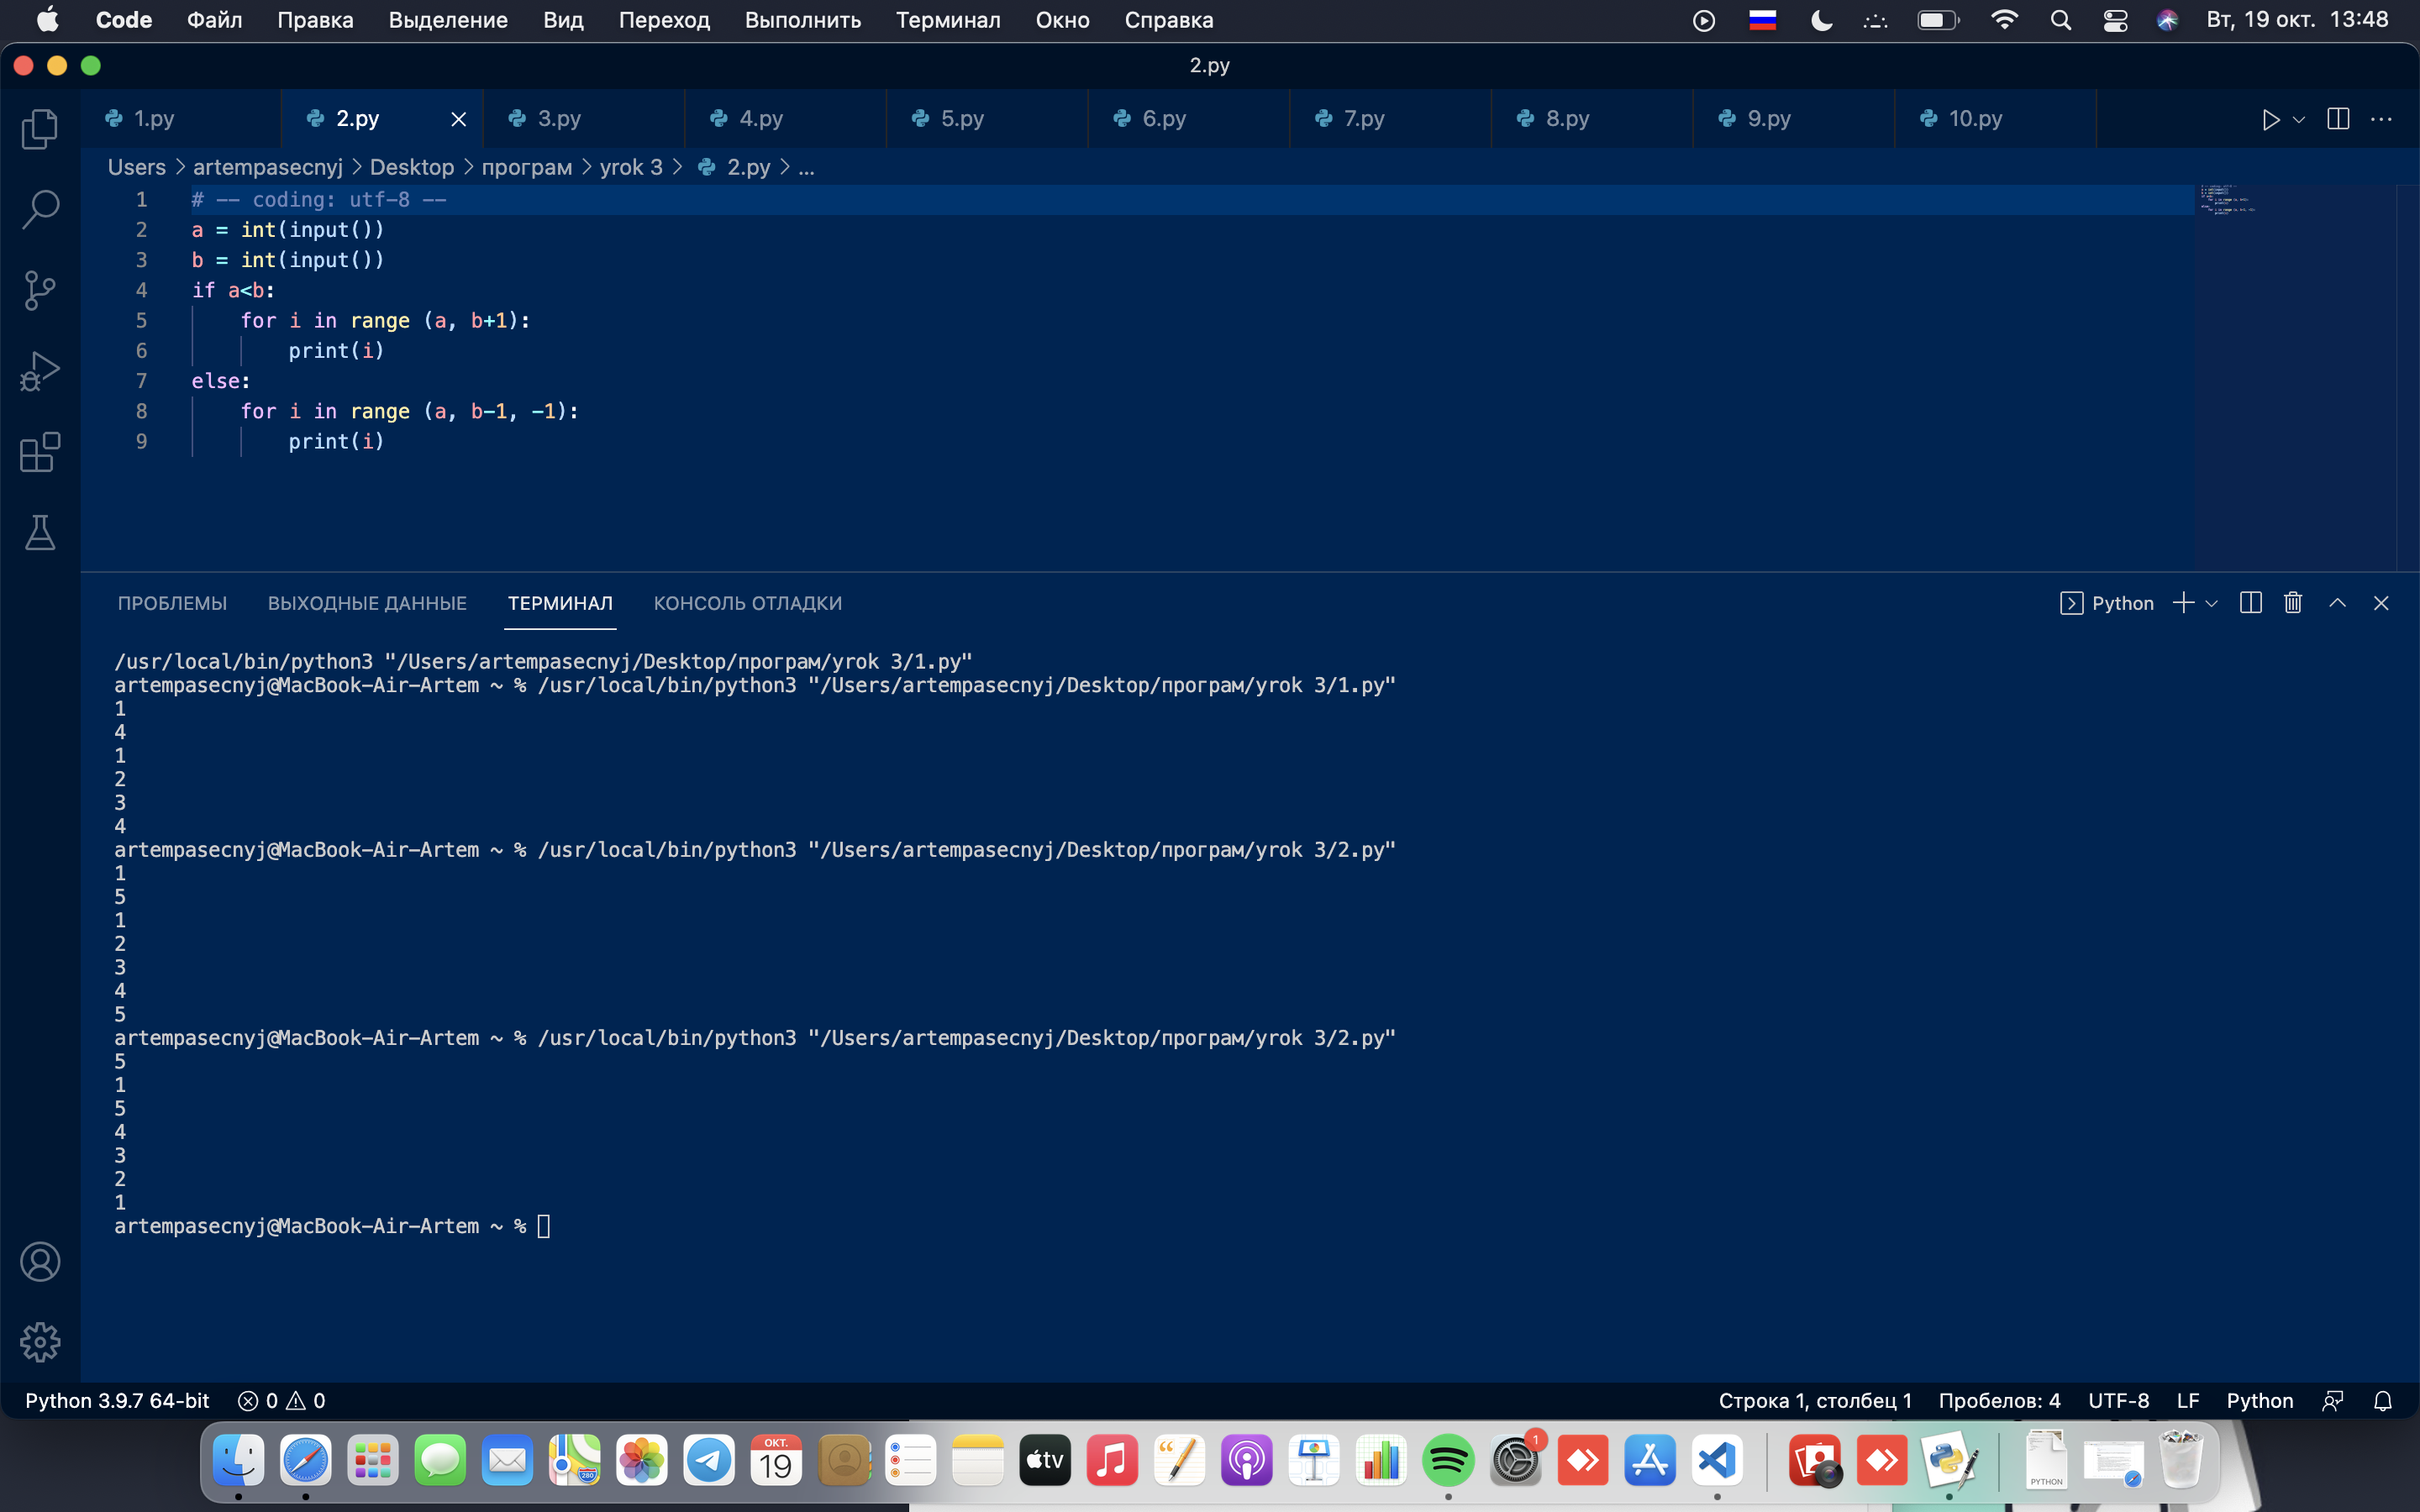 Code Файл Правка Выделение Вид Переход Выполнить Терминал Окно Справка Вт, 19 окт. 13:48
2.py
1.py 2.py 3.py 4.py 5.py 6.py 7.py 8.py 9.py 10.py
Users > artempasecnyj > Desktop > програм > yrok 3 > 2.py > ...
1 # -- coding: utf-8 --
2 a = int(input())
3 b = int(input())
4 if a<b:
5 for i in range (a, b+1):
6 print(i)
7 else:
8 for i in range (a, b-1, -1):
9 print(i)
ПРОБЛЕМЫ ВЫХОДНЫЕ ДАННЫЕ ТЕРМИНАЛ КОНСОЛЬ ОТЛАДКИ Python
/usr/local/bin/python3 "/Users/artempasecnyj/Desktop/програм/yrok 3/1.py"
artempasecnyj@MacBook-Air-Artem ~ % /usr/local/bin/python3 "/Users/artempasecnyj/Desktop/програм/yrok 3/1.py"
1
4
1
2
3
4
artempasecnyj@MacBook-Air-Artem ~ % /usr/local/bin/python3 "/Users/artempasecnyj/Desktop/програм/yrok 3/2.py"
1
5
1
2
3
4
5
artempasecnyj@MacBook-Air-Artem ~ % /usr/local/bin/python3 "/Users/artempasecnyj/Desktop/програм/yrok 3/2.py"
5
1
5
4
3
2
1
artempasecnyj@MacBook-Air-Artem ~ %
Python 3.9.7 64-bit 0 0 Строка 1, столбец 1 Пробелов: 4 UTF-8 LF Python
280 ОКТ. 19 tv 1 PYTHON